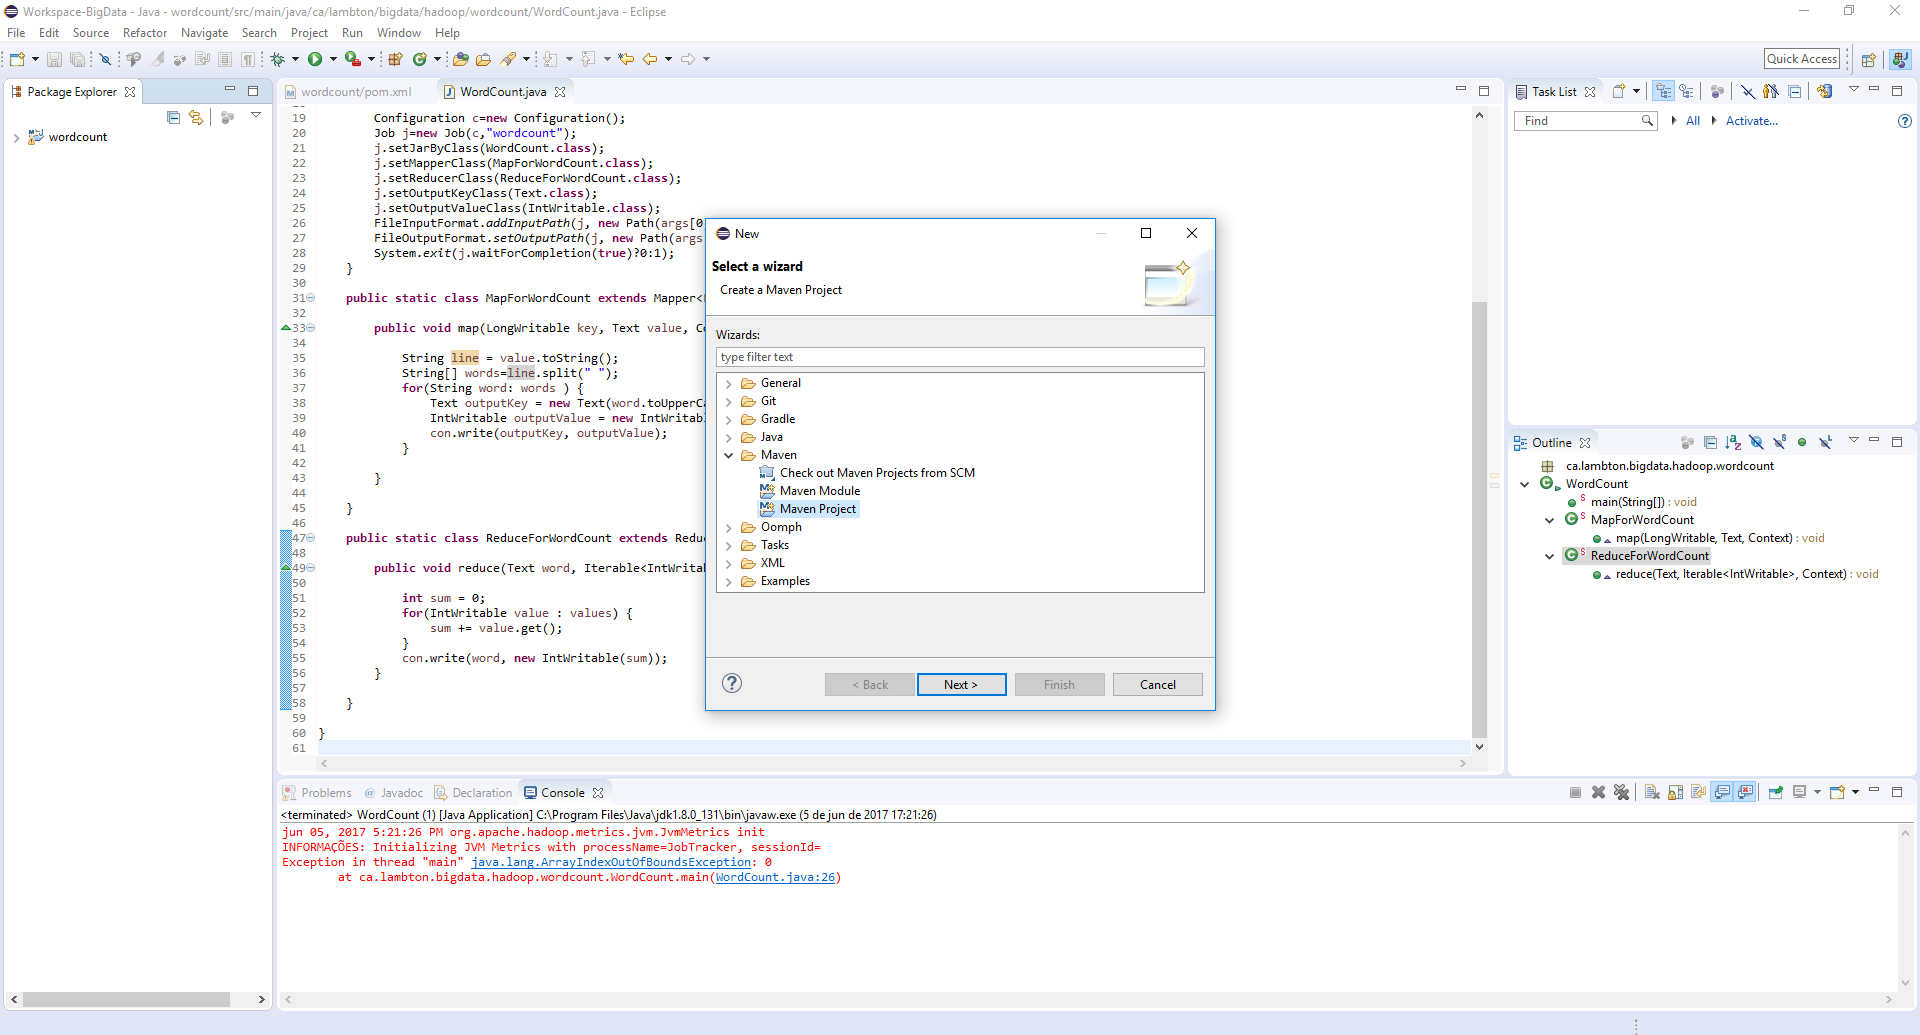 Workspace-BigData - Java - wordcount/src/main/java/ca/lambton/bigdata/hadoop/wordcount/WordCount.java - Eclipse
File Edit Source Refactor Navigate Search Project Run Window Help
Quick Access
Package Explorer
wordcount
wordcount/pom.xml WordCount.java
19 Configuration c=new Configuration();
20 Job j=new Job(c,"wordcount");
21 j.setJarByClass(WordCount.class);
22 j.setMapperClass(MapForWordCount.class);
23 j.setReducerClass(ReduceForWordCount.class);
24 j.setOutputKeyClass(Text.class);
25 j.setOutputValueClass(IntWritable.class);
26 FileInputFormat.addInputPath(j, new Path(args[0
27 FileOutputFormat.setOutputPath(j, new Path(args
28 System.exit(j.waitForCompletion(true)?0:1);
29 }
30
31 public static class MapForWordCount extends Mapper<
32
33 public void map(LongWritable key, Text value, Co
34
35 String line = value.toString();
36 String[] words=line.split(" ");
37 for(String word: words ) {
38 Text outputKey = new Text(word.toUpperCa
39 IntWritable outputValue = new IntWritabl
40 con.write(outputKey, outputValue);
41 }
42
43 }
44
45 }
46
47 public static class ReduceForWordCount extends Redu
48
49 public void reduce(Text word, Iterable<IntWrita
50
51 int sum = 0;
52 for(IntWritable value : values) {
53 sum += value.get();
54 }
55 con.write(word, new IntWritable(sum));
56 }
57
58 }
59
60 }
61
New
Select a wizard
Create a Maven Project
Wizards:
type filter text
General
Git
Gradle
Java
Maven
Check out Maven Projects from SCM
Maven Module
Maven Project
Oomph
Tasks
XML
Examples
< Back Next > Finish Cancel
Task List
Find All Activate...
Outline
ca.lambton.bigdata.hadoop.wordcount
WordCount
main(String[]) : void
MapForWordCount
map(LongWritable, Text, Context) : void
ReduceForWordCount
reduce(Text, Iterable<IntWritable>, Context) : void
Problems @ Javadoc Declaration Console
<terminated> WordCount (1) [Java Application] C:\Program Files\Java\jdk1.8.0_131\bin\javaw.exe (5 de jun de 2017 17:21:26)
jun 05, 2017 5:21:26 PM org.apache.hadoop.metrics.jvm.JvmMetrics init
INFORMAÇÕES: Initializing JVM Metrics with processName=JobTracker, sessionId=
Exception in thread "main" java.lang.ArrayIndexOutOfBoundsException: 0
at ca.lambton.bigdata.hadoop.wordcount.WordCount.main(WordCount.java:26)